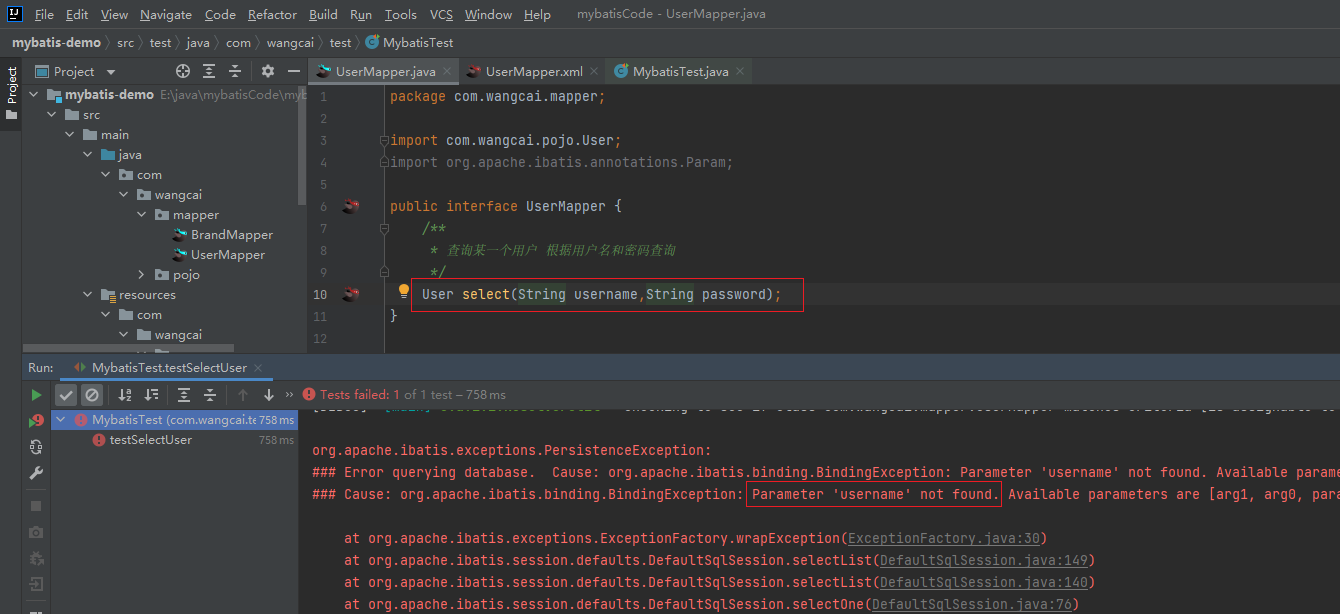 File Edit View Navigate Code Refactor Build Run Tools VCS Window Help mybatisCode - UserMapper.java
mybatis-demo src test java com wangcai test MybatisTest
Project
Project
UserMapper.java UserMapper.xml MybatisTest.java
mybatis-demo E:\java\mybatisCode\myb
src
main
java
com
wangcai
mapper
BrandMapper
UserMapper
pojo
resources
com
wangcai
1 package com.wangcai.mapper;
2
3 import com.wangcai.pojo.User;
4 import org.apache.ibatis.annotations.Param;
5
6 public interface UserMapper {
7 /**
8 * 查询某一个用户 根据用户名和密码查询
9 */
10 User select(String username,String password);
11 }
12
Run: MybatisTest.testSelectUser
Tests failed: 1 of 1 test – 758 ms
MybatisTest (com.wangcai.te 758 ms
testSelectUser 758 ms
org.apache.ibatis.exceptions.PersistenceException:
### Error querying database. Cause: org.apache.ibatis.binding.BindingException: Parameter 'username' not found. Available parame
### Cause: org.apache.ibatis.binding.BindingException: Parameter 'username' not found. Available parameters are [arg1, arg0, para
at org.apache.ibatis.exceptions.ExceptionFactory.wrapException(ExceptionFactory.java:30)
at org.apache.ibatis.session.defaults.DefaultSqlSession.selectList(DefaultSqlSession.java:149)
at org.apache.ibatis.session.defaults.DefaultSqlSession.selectList(DefaultSqlSession.java:140)
at org.apache.ibatis.session.defaults.DefaultSqlSession.selectOne(DefaultSqlSession.java:76)